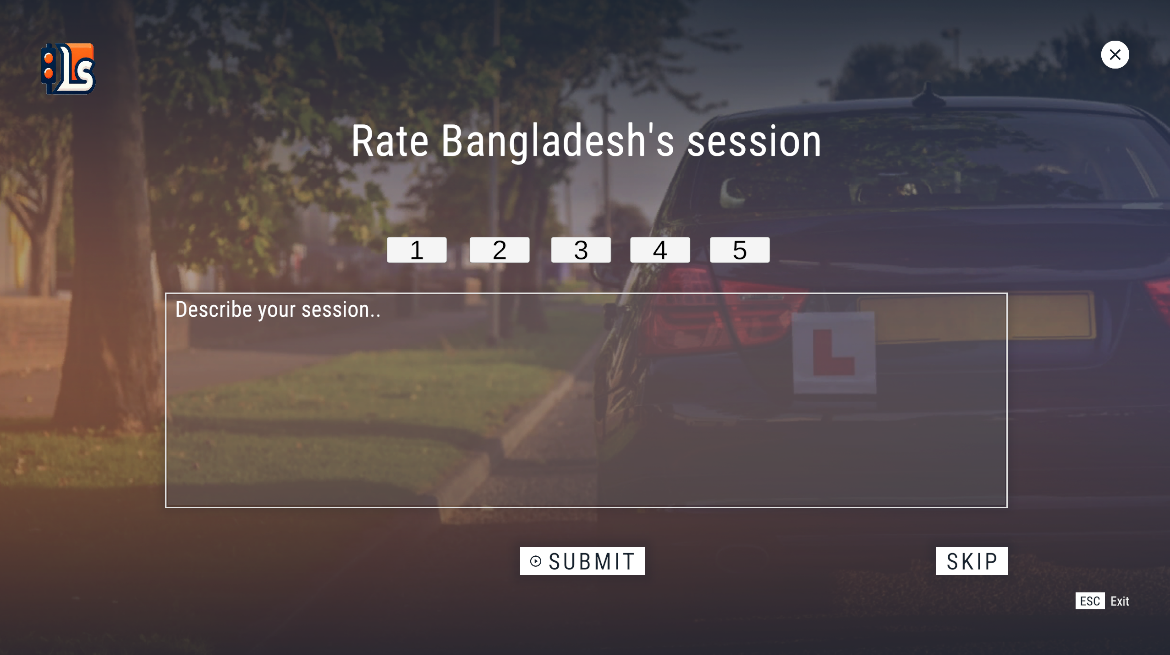 LS
Rate Bangladesh's session
1 2 3 4 5
Describe your session..
L
SUBMIT
SKIP
ESC Exit